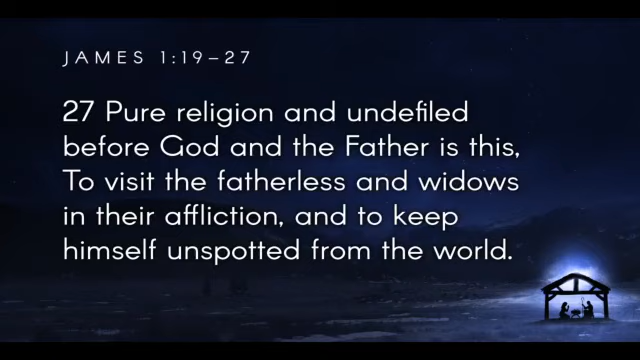 JAMES 1:19–27
27 Pure religion and undefiled
before God and the Father is this,
To visit the fatherless and widows
in their affliction, and to keep
himself unspotted from the world.